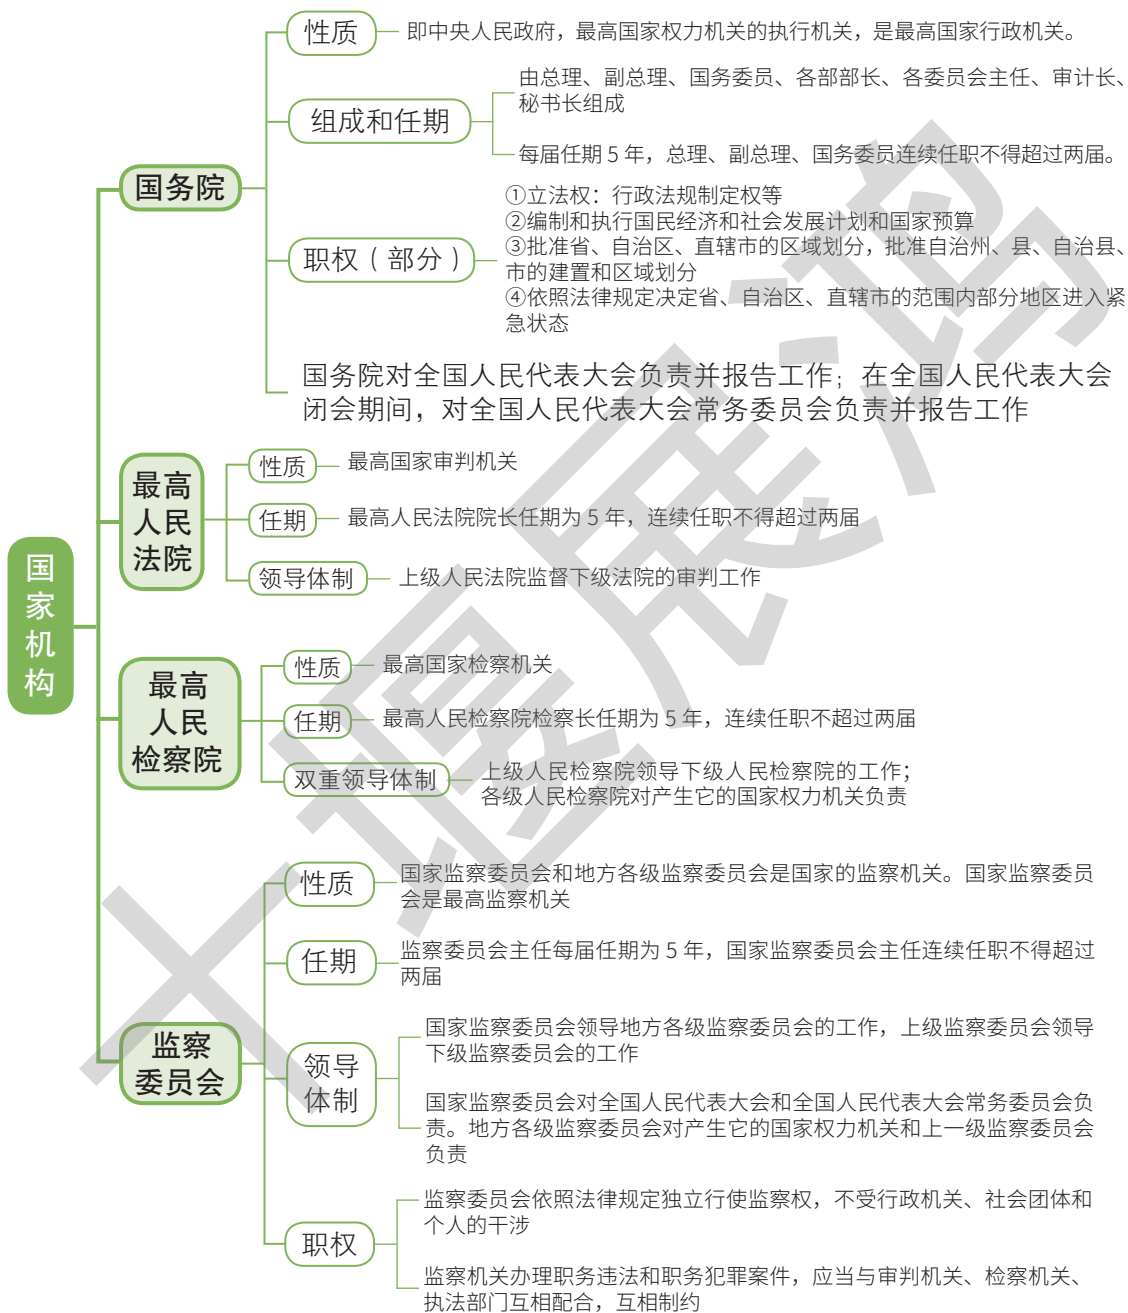 国家机构
国务院
性质
即中央人民政府，最高国家权力机关的执行机关，是最高国家行政机关。
组成和任期
由总理、副总理、国务委员、各部部长、各委员会主任、审计长、
秘书长组成
每届任期 5 年，总理、副总理、国务委员连续任职不得超过两届。
职权（部分）
①立法权：行政法规制定权等
②编制和执行国民经济和社会发展计划和国家预算
③批准省、自治区、直辖市的区域划分，批准自治州、县、自治县、
市的建置和区域划分
④依照法律规定决定省、自治区、直辖市的范围内部分地区进入紧
急状态
国务院对全国人民代表大会负责并报告工作；在全国人民代表大会
闭会期间，对全国人民代表大会常务委员会负责并报告工作
最高
人民
法院
性质
最高国家审判机关
任期
最高人民法院院长任期为 5 年，连续任职不得超过两届
领导体制
上级人民法院监督下级法院的审判工作
最高
人民
检察院
性质
最高国家检察机关
任期
最高人民检察院检察长任期为 5 年，连续任职不超过两届
双重领导体制
上级人民检察院领导下级人民检察院的工作；
各级人民检察院对产生它的国家权力机关负责
监察
委员会
性质
国家监察委员会和地方各级监察委员会是国家的监察机关。国家监察委员
会是最高监察机关
任期
监察委员会主任每届任期为 5 年，国家监察委员会主任连续任职不得超过
两届
领导
体制
国家监察委员会领导地方各级监察委员会的工作，上级监察委员会领导
下级监察委员会的工作
国家监察委员会对全国人民代表大会和全国人民代表大会常务委员会负
责。地方各级监察委员会对产生它的国家权力机关和上一级监察委员会
负责
职权
监察委员会依照法律规定独立行使监察权，不受行政机关、社会团体和
个人的干涉
监察机关办理职务违法和职务犯罪案件，应当与审判机关、检察机关、
执法部门互相配合，互相制约
十堰展鸿